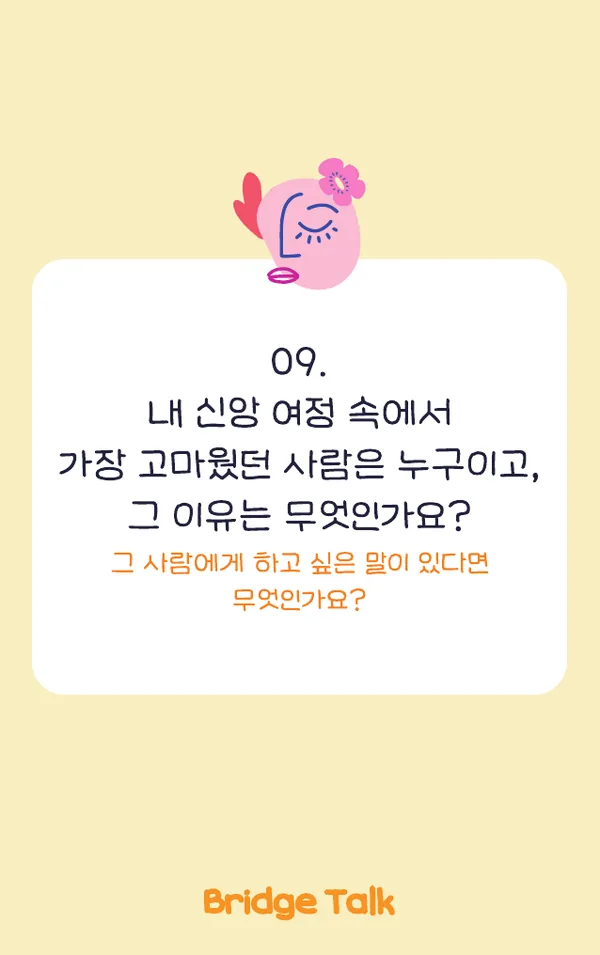 09.
내 신앙 여정 속에서
가장 고마웠던 사람은 누구이고,
그 이유는 무엇인가요?
그 사람에게 하고 싶은 말이 있다면
무엇인가요?
Bridge Talk